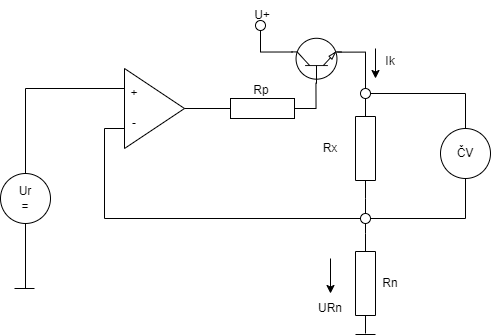 U+
Ik
Rp
+
-
Rx
ČV
Ur
=
Rn
URn